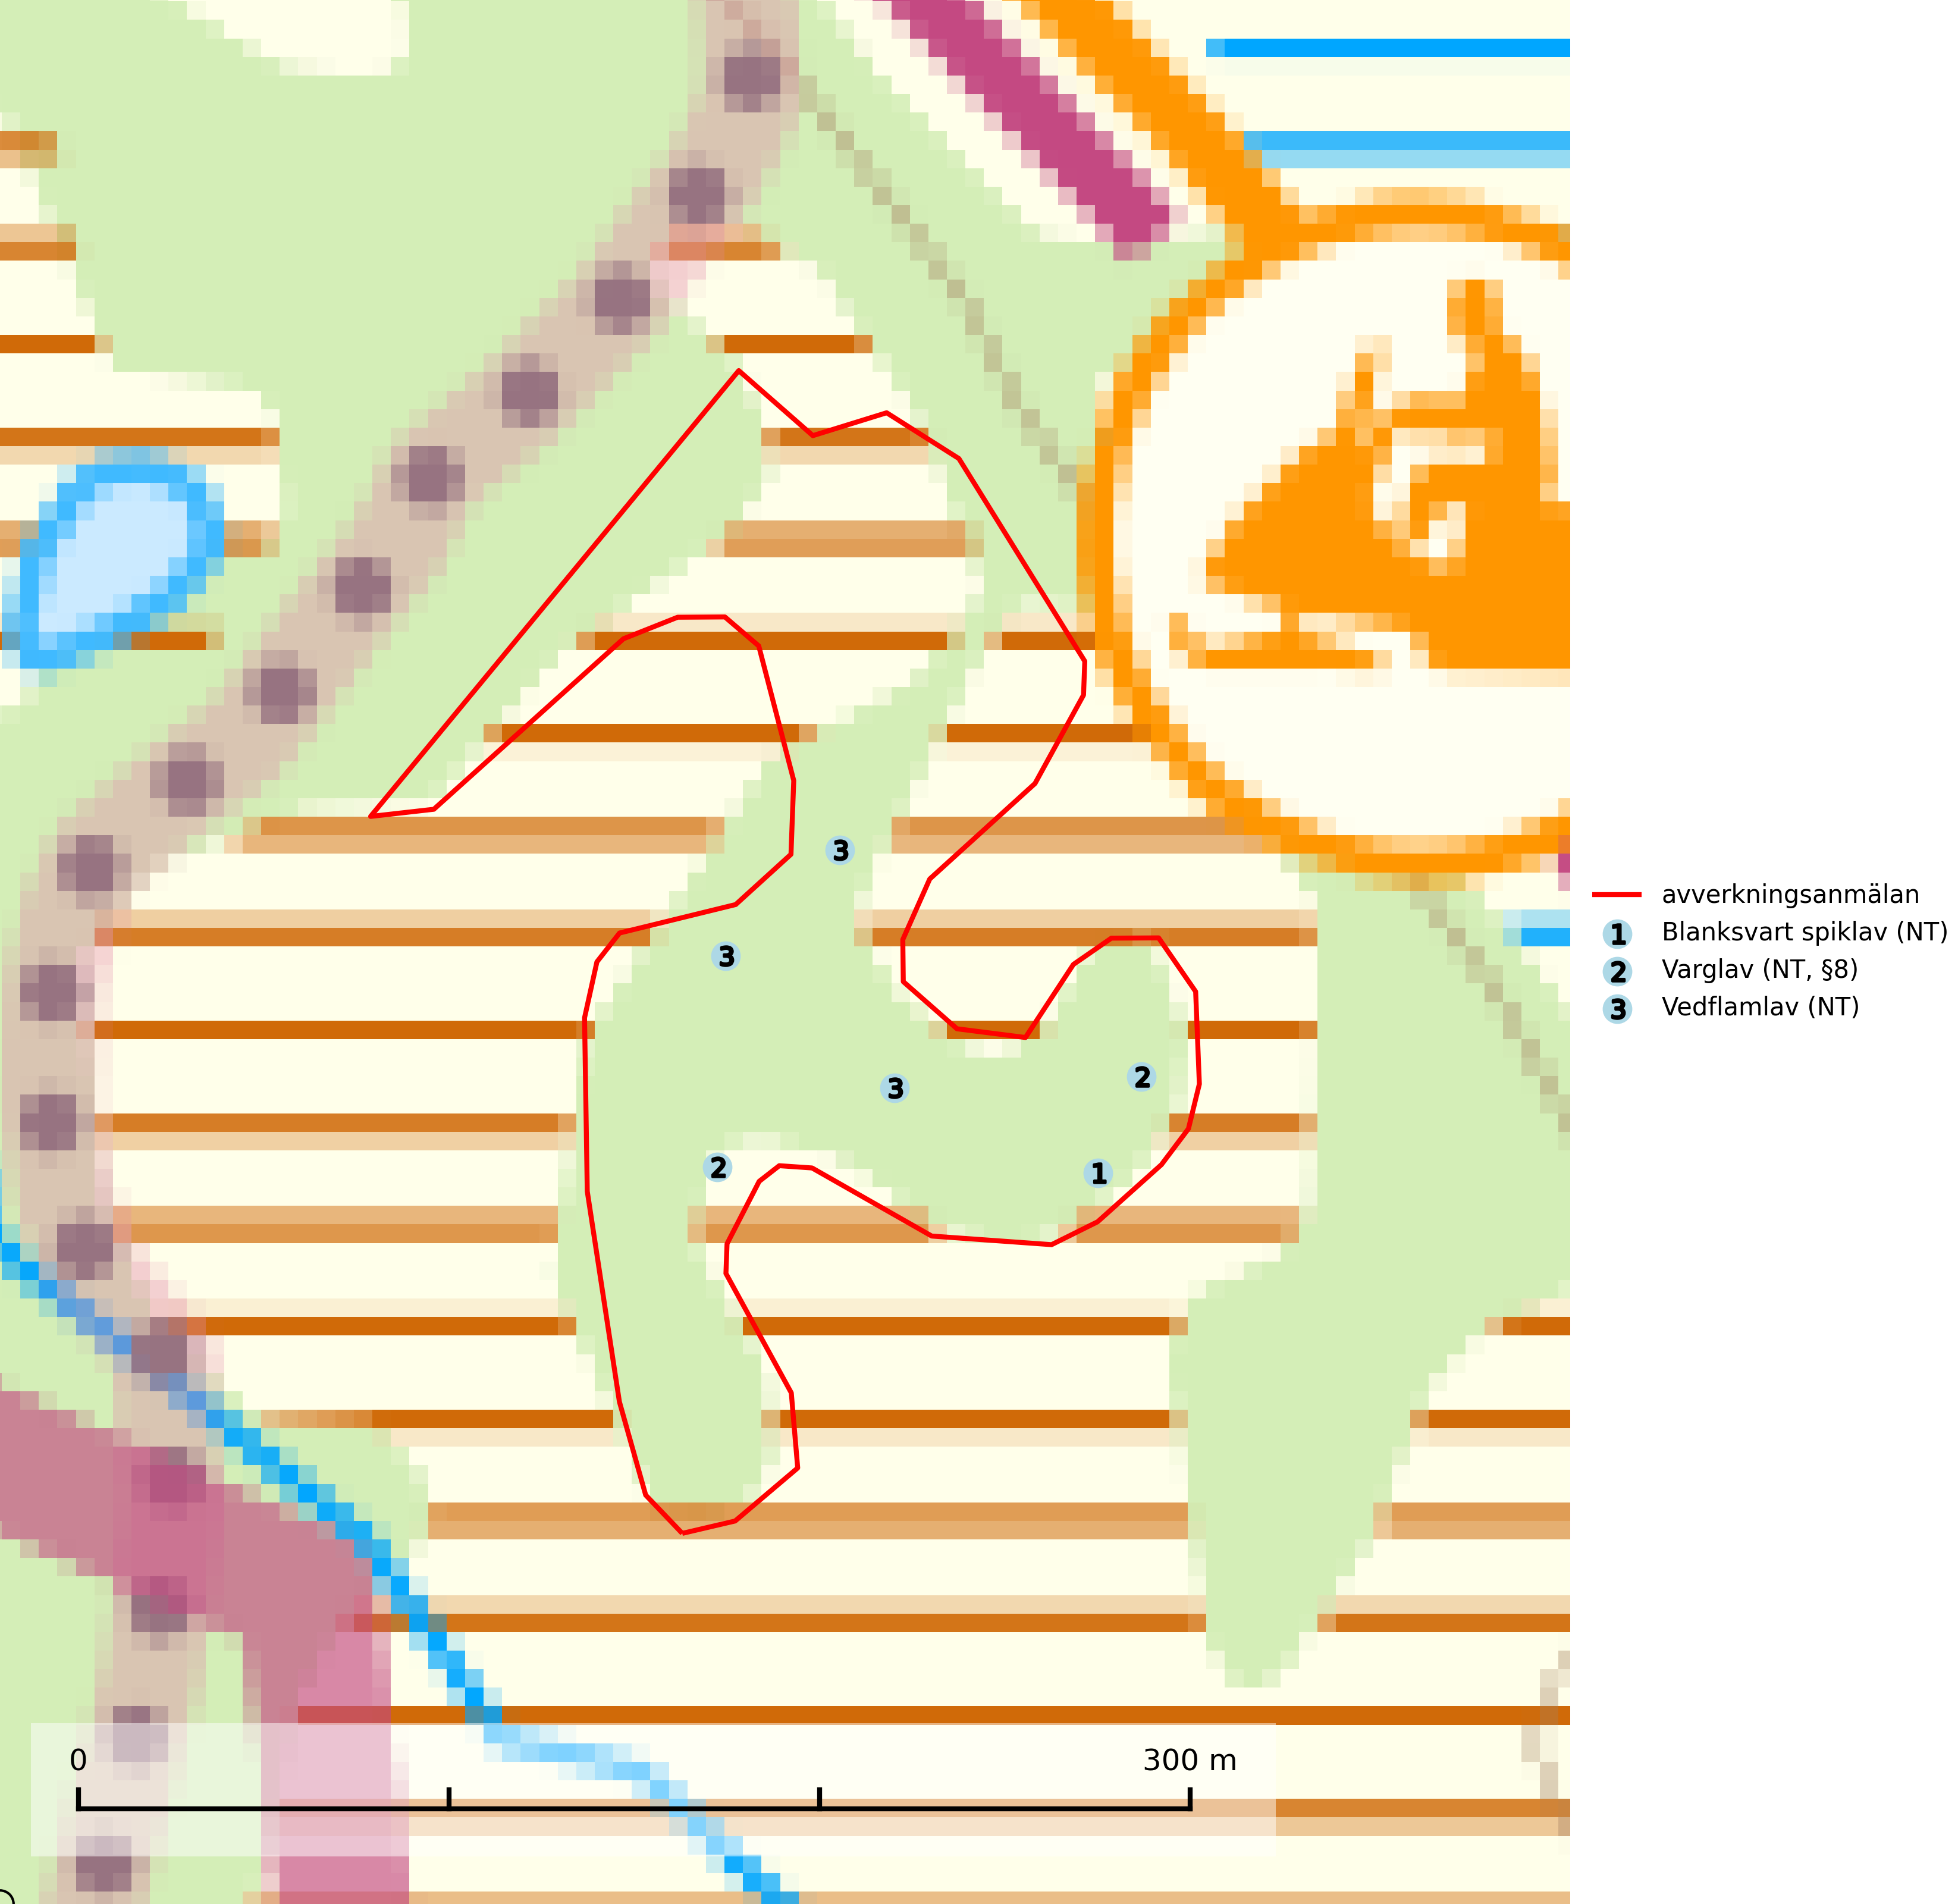 3
3
3
2
2
1
0
300 m
avverkningsanmälan
1 Blanksvart spiklav (NT)
2 Varglav (NT, §8)
3 Vedflamlav (NT)